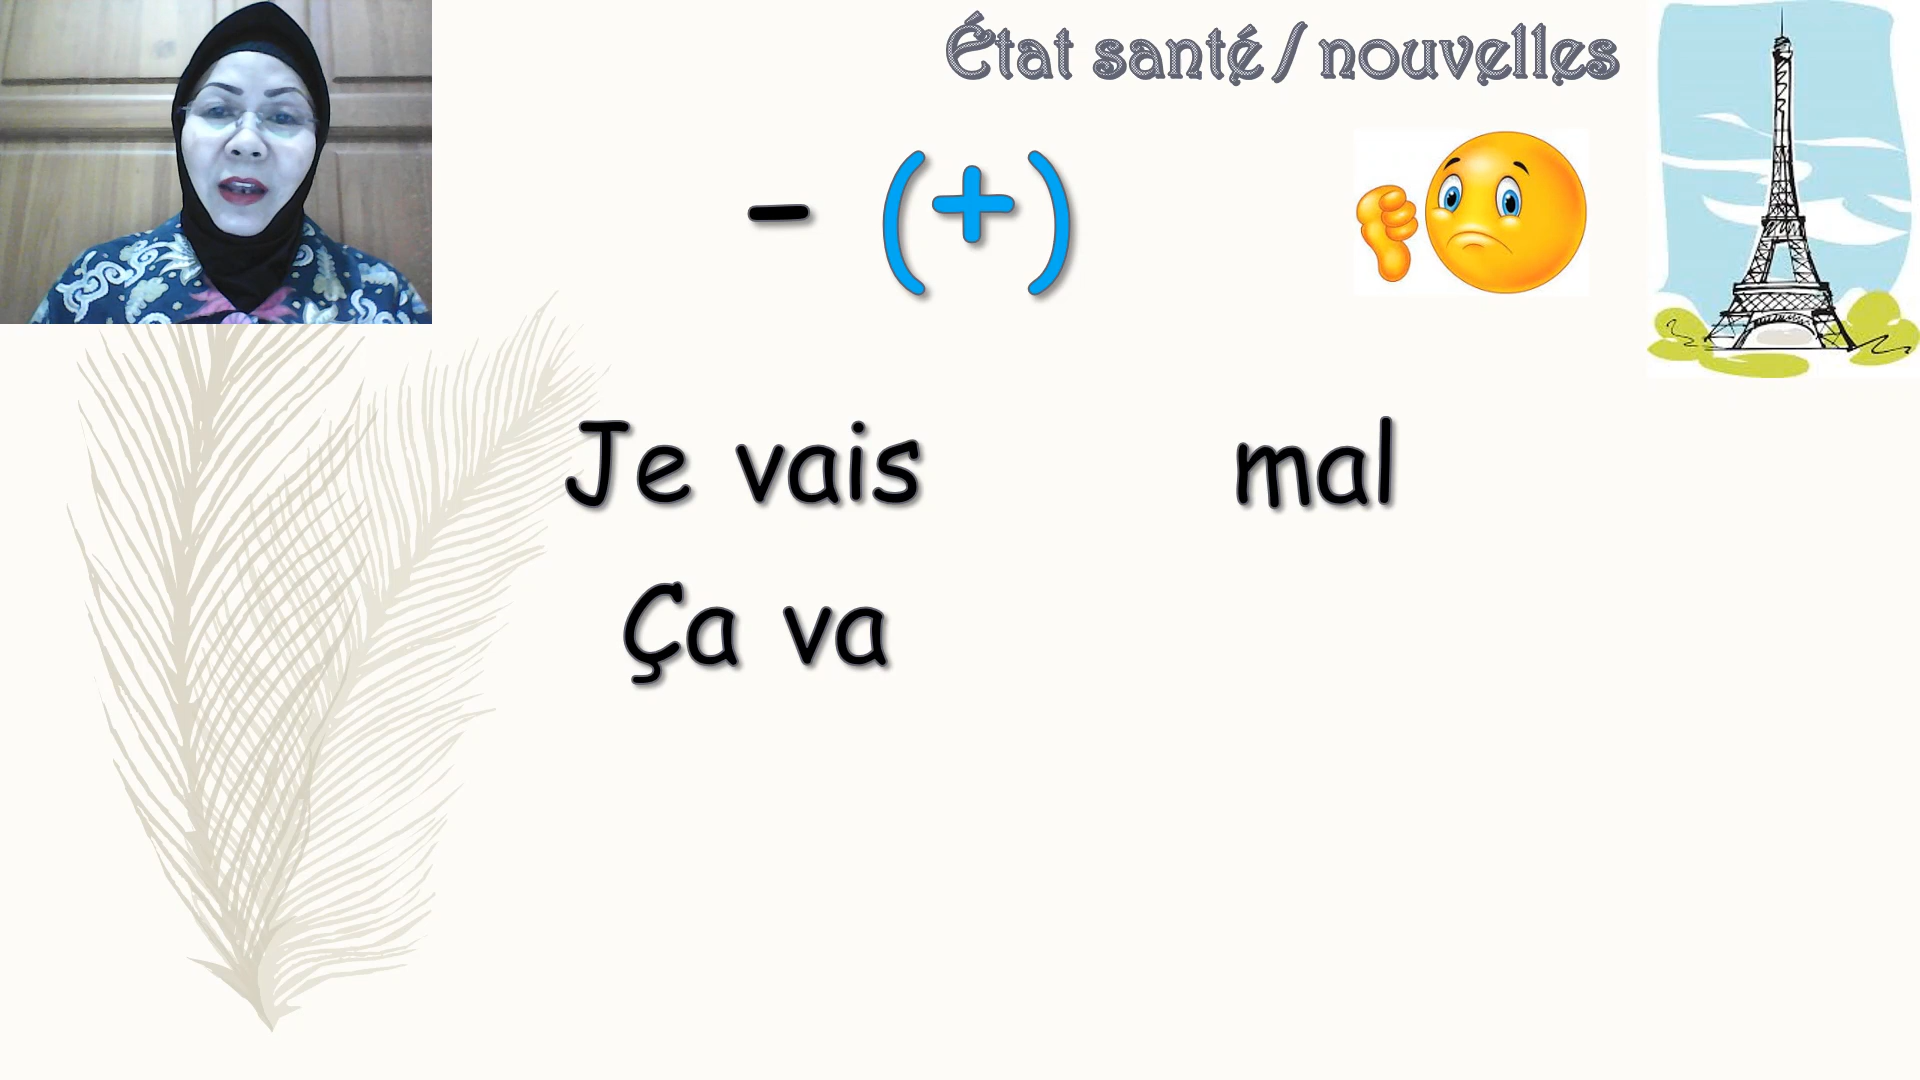 État santé / nouvelles
- (+)
Je vais mal
Ça va